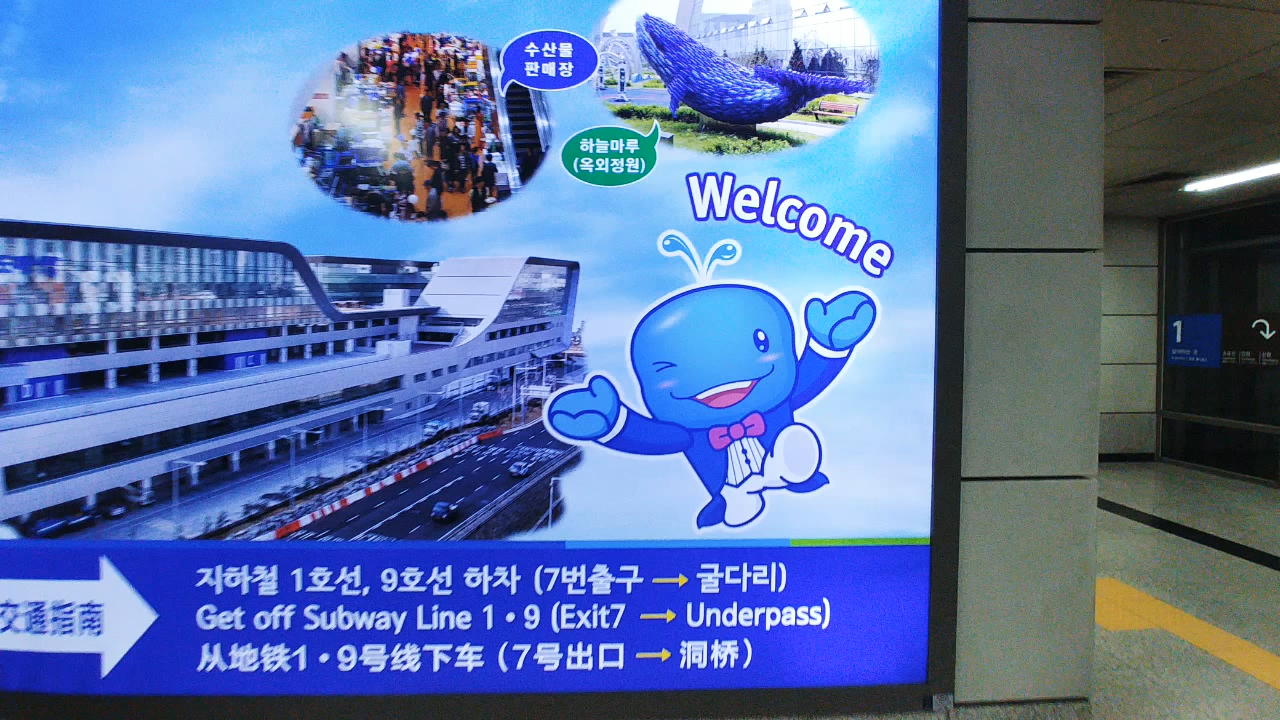 수산물
판매장
하늘마루
(옥외정원)
Welcome
交通指南
지하철 1호선, 9호선 하차 (7번출구 → 굴다리)
Get off Subway Line 1·9 (Exit7 → Underpass)
从地铁1·9号线下车 (7号出口 → 洞桥)
1